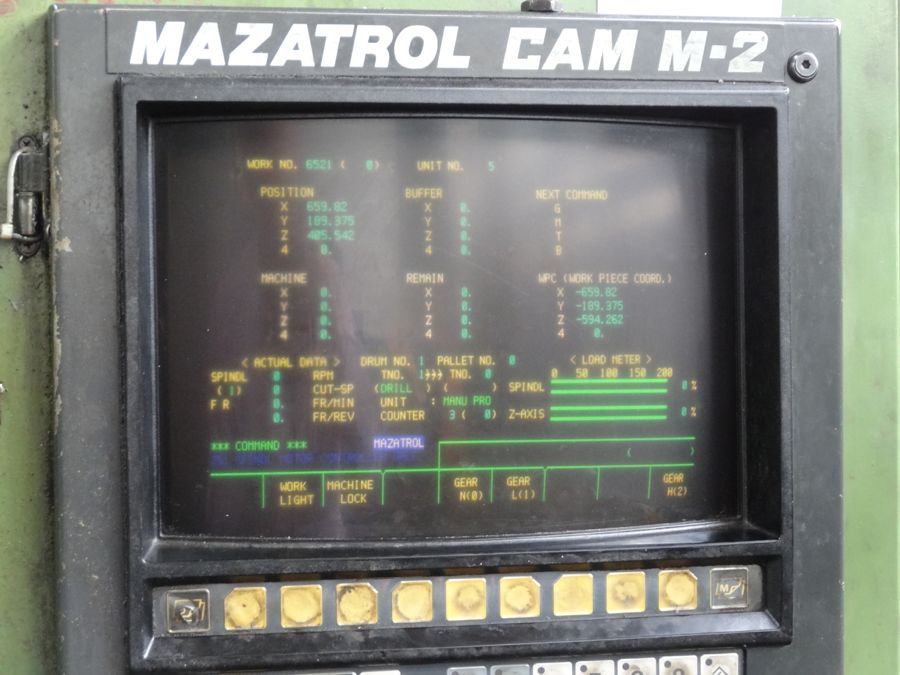 MAZATROL CAM M-2
WORK NO. 6521 ( 0) UNIT NO. 5
POSITION BUFFER NEXT COMMAND
X 659.82 X 0. G
Y 189.375 Y 0. M
Z 405.542 Z 0. T
4 0. 4 0. B
MACHINE REMAIN WPC (WORK PIECE COORD.)
X 0. X 0. X -659.82
Y 0. Y 0. Y -189.375
Z 0. Z 0. Z -594.262
4 0. 4 0. 4 0.
< ACTUAL DATA > DRUM NO. 1 PALLET NO. 0 < LOAD METER >
SPINDL 0 RPM TNO. 1>>> TNO. 0 0 50 100 150 200
( 1) 0 CUT-SP (DRILL ) ( ) SPINDL 0 %
F R 0. FR/MIN UNIT : MANU PRO
0. FR/REV COUNTER 3 ( 0) Z-AXIS 0 %
*** COMMAND *** MAZATROL
( )
WORK LIGHT MACHINE LOCK GEAR N(0) GEAR L(1) GEAR H(2)
M